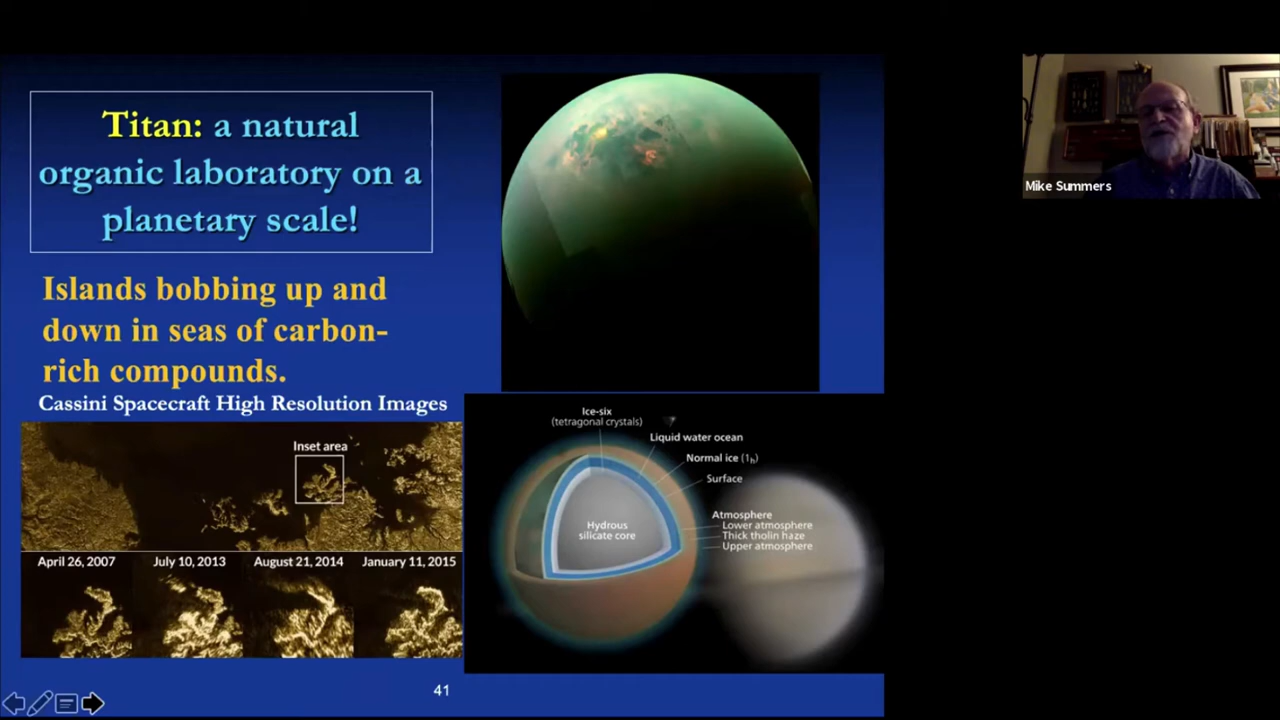 Titan: a natural
organic laboratory on a
planetary scale!
Islands bobbing up and
down in seas of carbon-
rich compounds.
Cassini Spacecraft High Resolution Images
Inset area
April 26, 2007
July 10, 2013
August 21, 2014
January 11, 2015
Ice-six
(tetragonal crystals)
Liquid water ocean
Normal ice (1h)
Surface
Atmosphere
Lower atmosphere
Thick tholin haze
Upper atmosphere
Hydrous
silicate core
41
Mike Summers